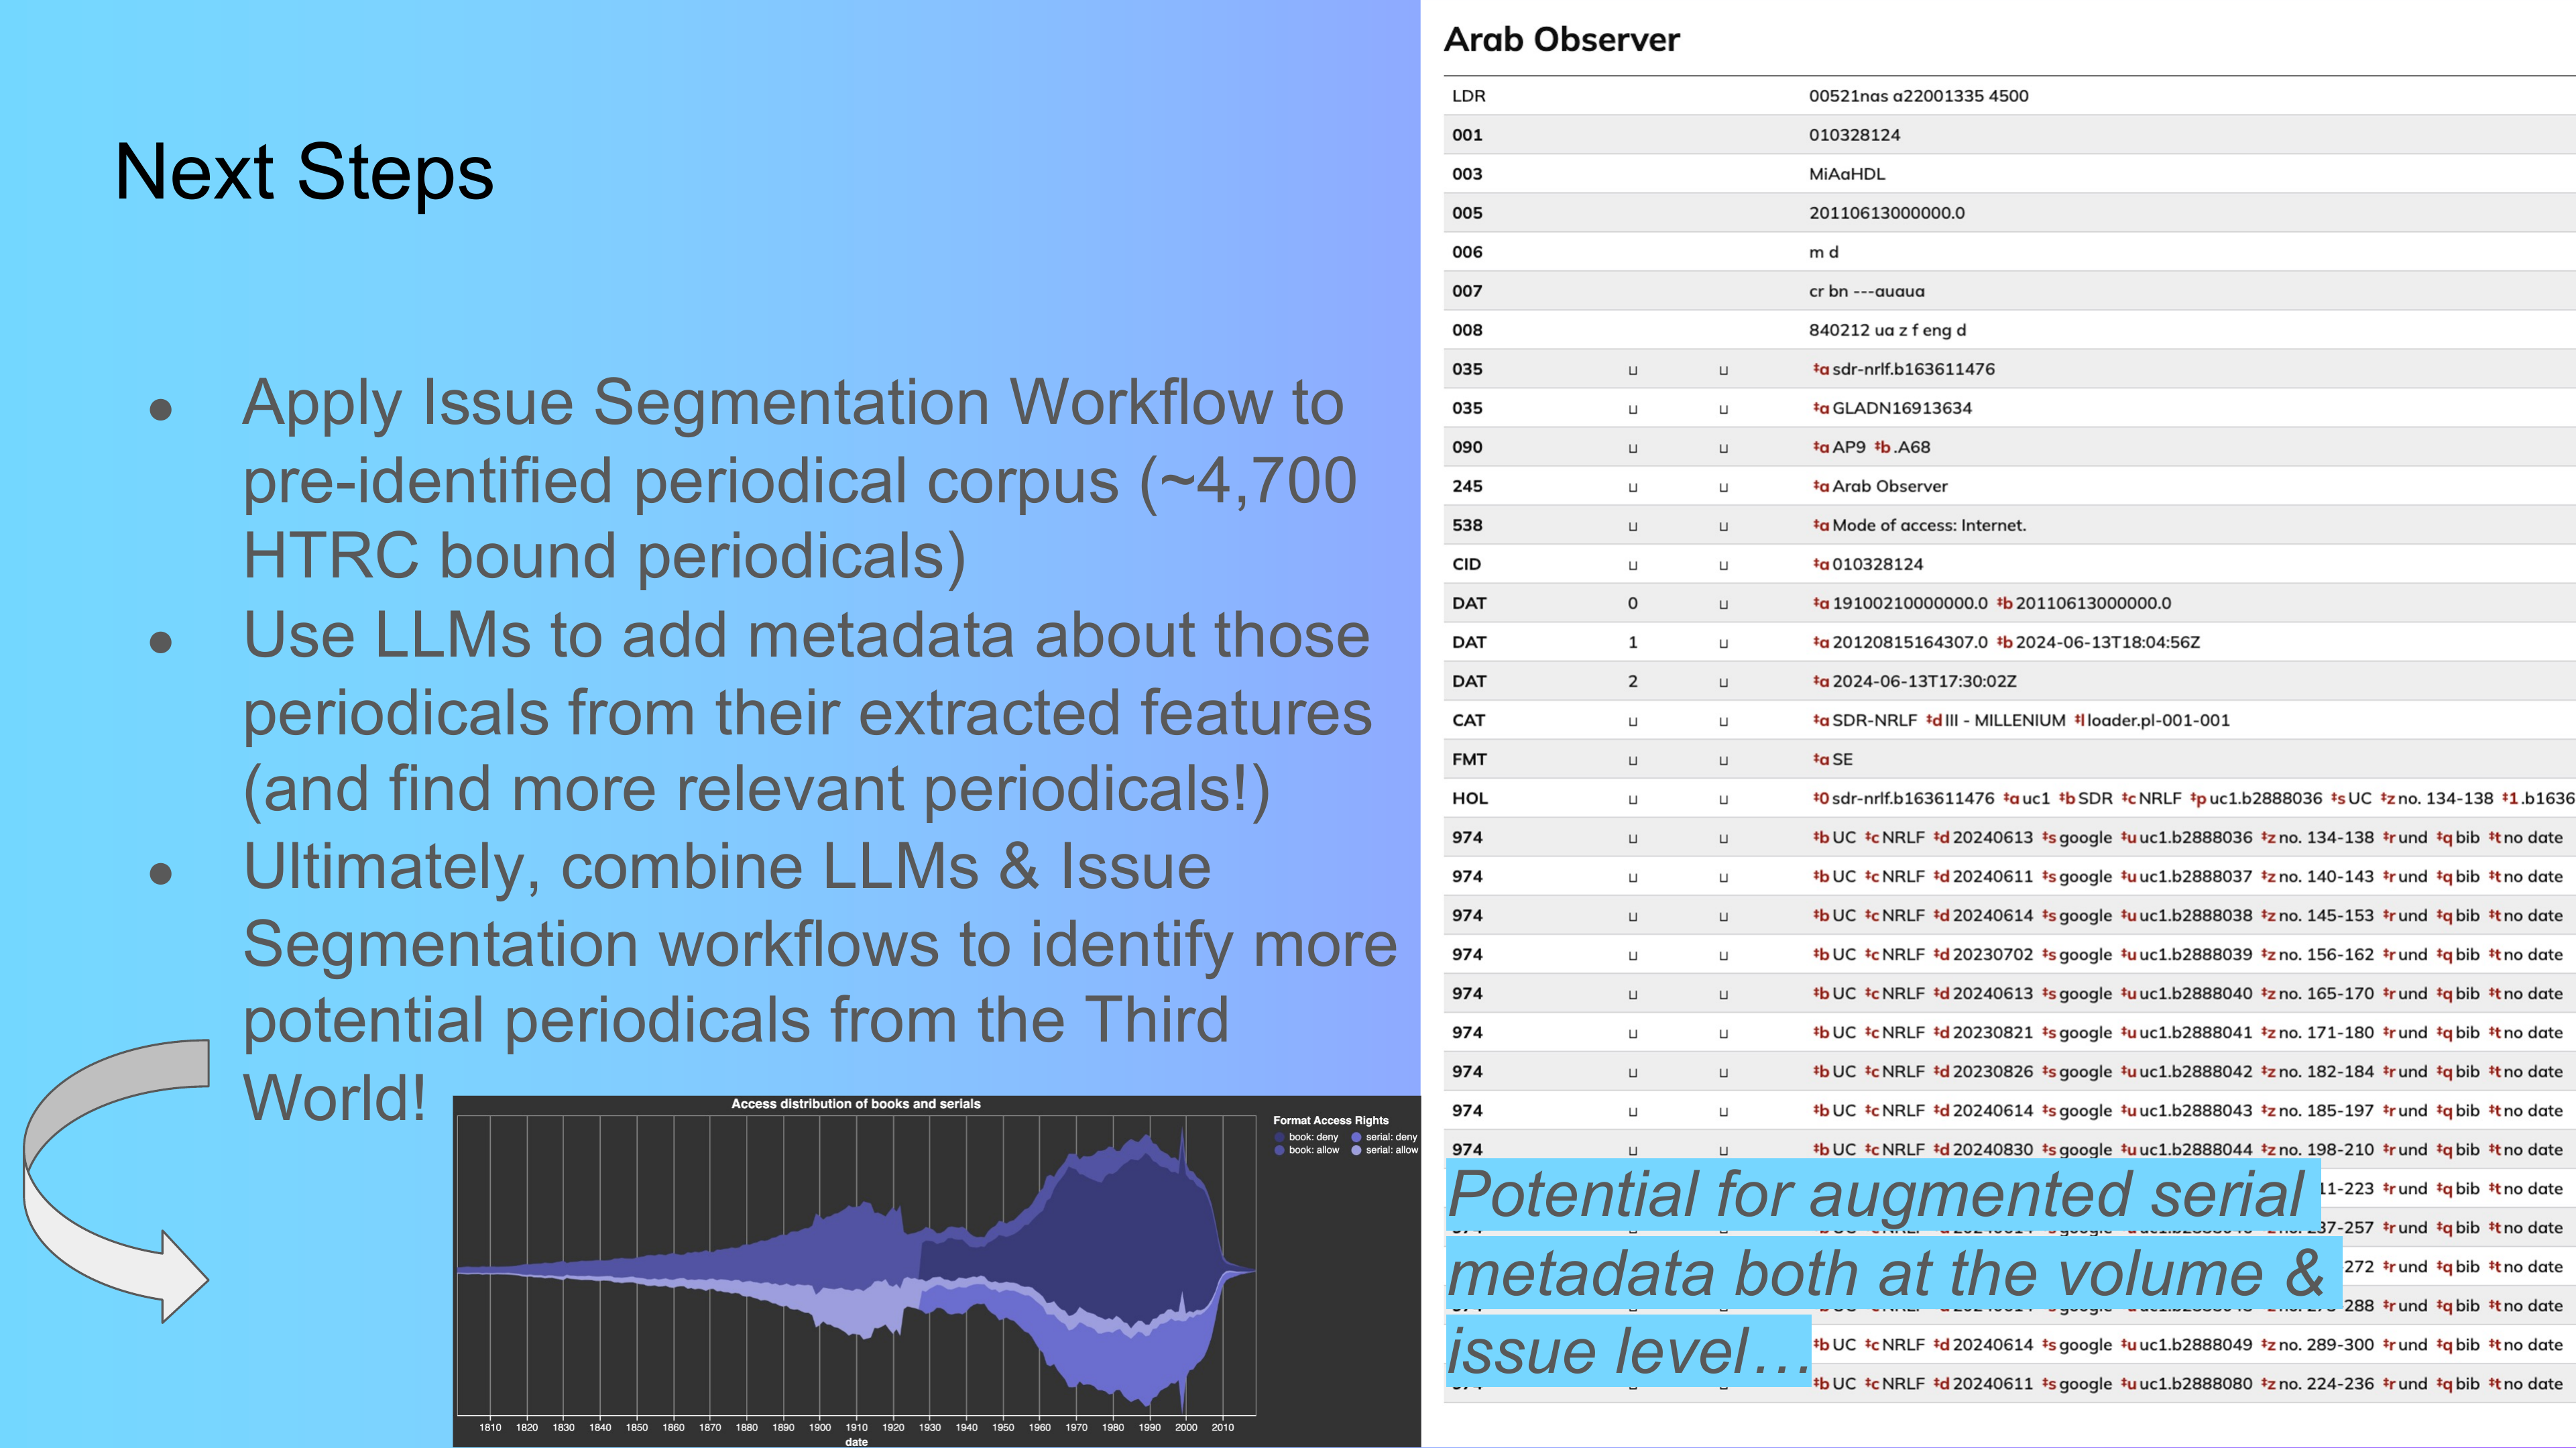 Next Steps
● Apply Issue Segmentation Workflow to
pre-identified periodical corpus (~4,700
HTRC bound periodicals)
● Use LLMs to add metadata about those
periodicals from their extracted features
(and find more relevant periodicals!)
● Ultimately, combine LLMs & Issue
Segmentation workflows to identify more
potential periodicals from the Third
World!
Access distribution of books and serials
Format Access Rights
book: deny serial: deny
book: allow serial: allow
1810 1820 1830 1840 1850 1860 1870 1880 1890 1900 1910 1920 1930 1940 1950 1960 1970 1980 1990 2000 2010
date
Arab Observer
LDR 00521nas a22001335 4500
001 010328124
003 MiAaHDL
005 20110613000000.0
006 m d
007 cr bn ---auaua
008 840212 ua z f eng d
035 ␣ ␣ ‡a sdr-nrlf.b163611476
035 ␣ ␣ ‡a GLADN16913634
090 ␣ ␣ ‡a AP9 ‡b .A68
245 ␣ ␣ ‡a Arab Observer
538 ␣ ␣ ‡a Mode of access: Internet.
CID ␣ ␣ ‡a 010328124
DAT 0 ␣ ‡a 19100210000000.0 ‡b 20110613000000.0
DAT 1 ␣ ‡a 20120815164307.0 ‡b 2024-06-13T18:04:56Z
DAT 2 ␣ ‡a 2024-06-13T17:30:02Z
CAT ␣ ␣ ‡a SDR-NRLF ‡d III - MILLENIUM ‡l loader.pl-001-001
FMT ␣ ␣ ‡a SE
HOL ␣ ␣ ‡0 sdr-nrlf.b163611476 ‡a uc1 ‡b SDR ‡c NRLF ‡p uc1.b2888036 ‡s UC ‡z no. 134-138 ‡1 .b1636
974 ␣ ␣ ‡b UC ‡c NRLF ‡d 20240613 ‡s google ‡u uc1.b2888036 ‡z no. 134-138 ‡r und ‡q bib ‡t no date
974 ␣ ␣ ‡b UC ‡c NRLF ‡d 20240611 ‡s google ‡u uc1.b2888037 ‡z no. 140-143 ‡r und ‡q bib ‡t no date
974 ␣ ␣ ‡b UC ‡c NRLF ‡d 20240614 ‡s google ‡u uc1.b2888038 ‡z no. 145-153 ‡r und ‡q bib ‡t no date
974 ␣ ␣ ‡b UC ‡c NRLF ‡d 20230702 ‡s google ‡u uc1.b2888039 ‡z no. 156-162 ‡r und ‡q bib ‡t no date
974 ␣ ␣ ‡b UC ‡c NRLF ‡d 20240613 ‡s google ‡u uc1.b2888040 ‡z no. 165-170 ‡r und ‡q bib ‡t no date
974 ␣ ␣ ‡b UC ‡c NRLF ‡d 20230821 ‡s google ‡u uc1.b2888041 ‡z no. 171-180 ‡r und ‡q bib ‡t no date
974 ␣ ␣ ‡b UC ‡c NRLF ‡d 20230826 ‡s google ‡u uc1.b2888042 ‡z no. 182-184 ‡r und ‡q bib ‡t no date
974 ␣ ␣ ‡b UC ‡c NRLF ‡d 20240614 ‡s google ‡u uc1.b2888043 ‡z no. 185-197 ‡r und ‡q bib ‡t no date
974 ␣ ␣ ‡b UC ‡c NRLF ‡d 20240830 ‡s google ‡u uc1.b2888044 ‡z no. 198-210 ‡r und ‡q bib ‡t no date
11-223 ‡r und ‡q bib ‡t no date
37-257 ‡r und ‡q bib ‡t no date
272 ‡r und ‡q bib ‡t no date
288 ‡r und ‡q bib ‡t no date
‡b UC ‡c NRLF ‡d 20240614 ‡s google ‡u uc1.b2888049 ‡z no. 289-300 ‡r und ‡q bib ‡t no date
‡b UC ‡c NRLF ‡d 20240611 ‡s google ‡u uc1.b2888080 ‡z no. 224-236 ‡r und ‡q bib ‡t no date
Potential for augmented serial
metadata both at the volume &
issue level…